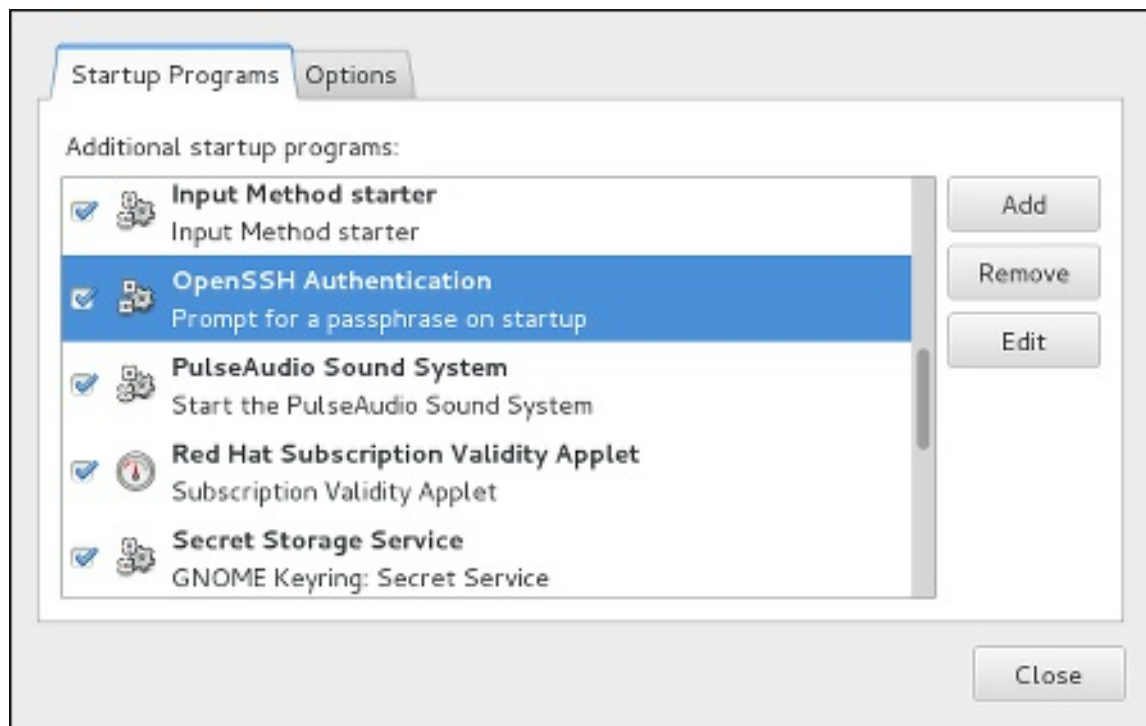 Startup Programs
Options
Additional startup programs:
Input Method starter
Input Method starter
OpenSSH Authentication
Prompt for a passphrase on startup
PulseAudio Sound System
Start the PulseAudio Sound System
Red Hat Subscription Validity Applet
Subscription Validity Applet
Secret Storage Service
GNOME Keyring: Secret Service
Add
Remove
Edit
Close